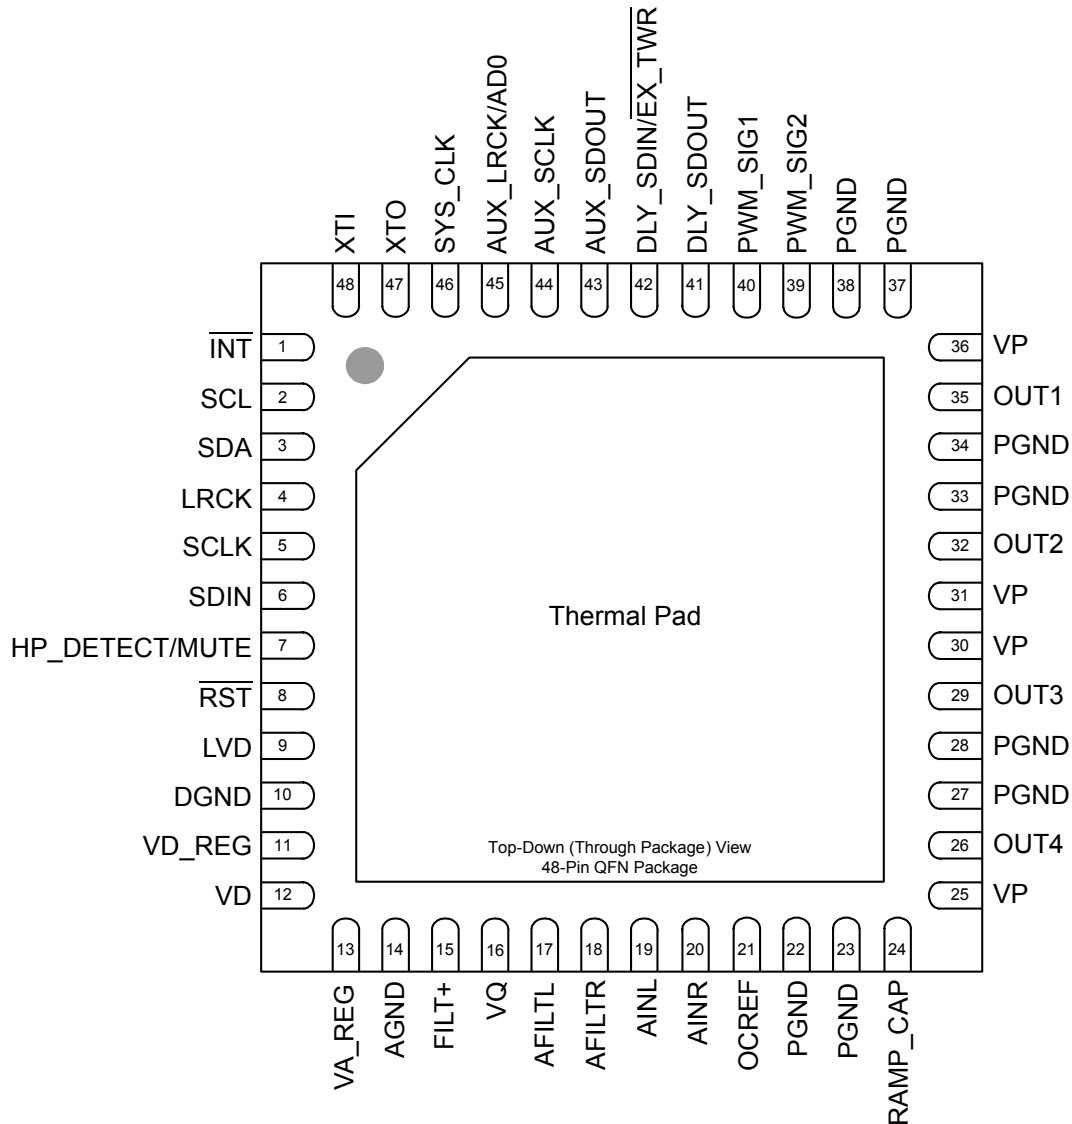 XTI
XTO
SYS_CLK
AUX_LRCK/AD0
AUX_SCLK
AUX_SDOUT
DLY_SDIN/EX_TWR
DLY_SDOUT
PWM_SIG1
PWM_SIG2
PGND
PGND
48
47
46
45
44
43
42
41
40
39
38
37
INT 1
SCL 2
SDA 3
LRCK 4
SCLK 5
SDIN 6
HP_DETECT/MUTE 7
RST 8
LVD 9
DGND 10
VD_REG 11
VD 12
Thermal Pad
Top-Down (Through Package) View
48-Pin QFN Package
36 VP
35 OUT1
34 PGND
33 PGND
32 OUT2
31 VP
30 VP
29 OUT3
28 PGND
27 PGND
26 OUT4
25 VP
13
14
15
16
17
18
19
20
21
22
23
24
VA_REG
AGND
FILT+
VQ
AFILTL
AFILTR
AINL
AINR
OCREF
PGND
PGND
RAMP_CAP